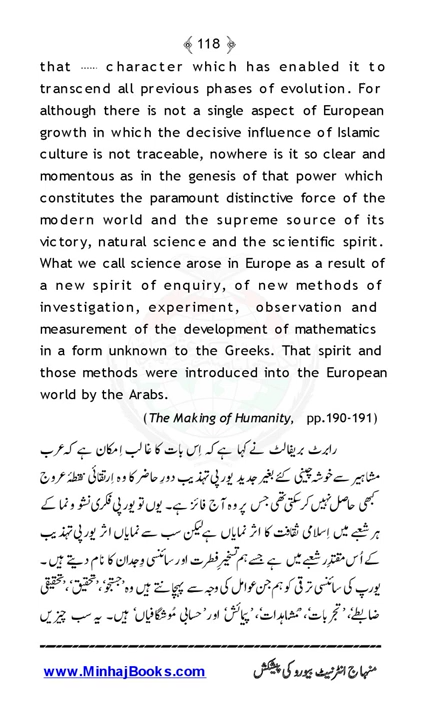 118
that ...... character which has enabled it to
transcend all previous phases of evolution. For
although there is not a single aspect of European
growth in which the decisive influence of Islamic
culture is not traceable, nowhere is it so clear and
momentous as in the genesis of that power which
constitutes the paramount distinctive force of the
modern world and the supreme source of its
victory, natural science and the scientific spirit.
What we call science arose in Europe as a result of
a new spirit of enquiry, of new methods of
investigation, experiment, observation and
measurement of the development of mathematics
in a form unknown to the Greeks. That spirit and
those methods were introduced into the European
world by the Arabs.
(The Making of Humanity, pp.190-191)
رابرٹ بریفالٹ نے کہا ہے کہ اِس بات کا غالب اِمکان ہے کہ عرب
مشاہیر سے خوشہ چینی کئے بغیر جدید یورپی تہذیب دورِ حاضر کا وہ اِرتقائی نقطۂ عروج
کبھی حاصل نہیں کرسکتی تھی جس پر وہ آج فائز ہے۔ یوں تو یورپی فکری نشو و نما کے
ہر شعبے میں اِسلامی ثقافت کا اثر نمایاں ہے لیکن سب سے نمایاں اثر یورپی تہذیب
کے اُس مقتدر شعبے میں ہے جسے ہم تسخیرِ فطرت اور سائنسی وجدان کا نام دیتے ہیں۔
یورپ کی سائنسی ترقی کو ہم جن عوامل کی وجہ سے پہچانتے ہیں وہ ’جستجو‘، ’تحقیق‘، ’تحقیقی
ضابطے‘، ’تجربات‘، ’مشاہدات‘، ’پیمائش‘ اور ’حسابی مُوشگافیاں‘ ہیں۔ یہ سب چیزیں
www.MinhajBooks.com منہاج انٹرنیٹ بیورو کی پیشکش